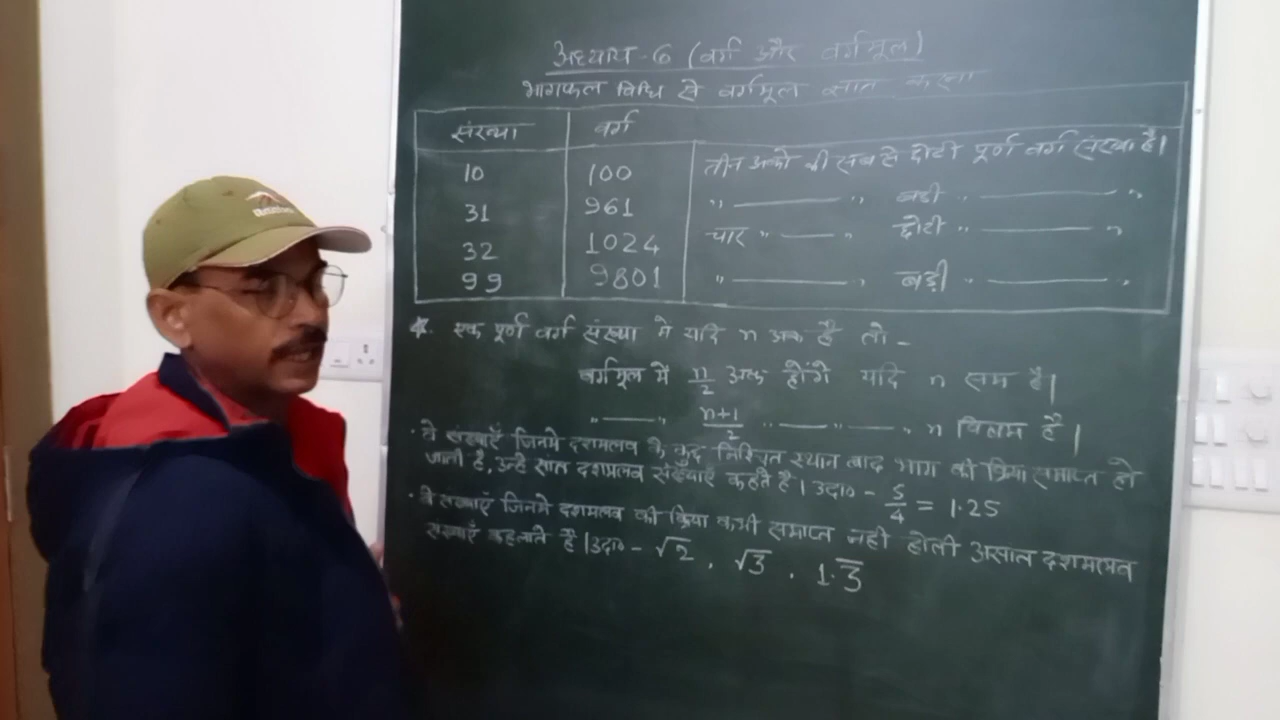 अध्याय-6 (वर्ग और वर्गमूल)
भागफल विधि से वर्गमूल ज्ञात करना
संख्या वर्ग
10 100 तीन अंको की सबसे छोटी पूर्ण वर्ग संख्या है।
31 961 " ——— " बडी " ——— "
32 1024 चार " —— " छोटी " ——— "
99 9801 " ——— " बड़ी " ——— "
* एक पूर्ण वर्ग संख्या मे यदि n अंक है तो -
वर्गमूल में n/2 अंक होंगे यदि n सम है।
" —— " n+1/2 " —— " —— " n विषम है।
· वे संख्याएँ जिनमे दशमलव के कुछ निश्चित स्थान बाद भाग की क्रिया समाप्त हो
जाती है, उन्हे सात दशमलव संख्याएँ कहते है। उदा० - 5/4 = 1.25
· वे संख्याएं जिनमे दशमलव की क्रिया कभी समाप्त नही होती असात दशमलव
संख्याएँ कहलाते है। उदा० - √2 , √3 , 1.3̅